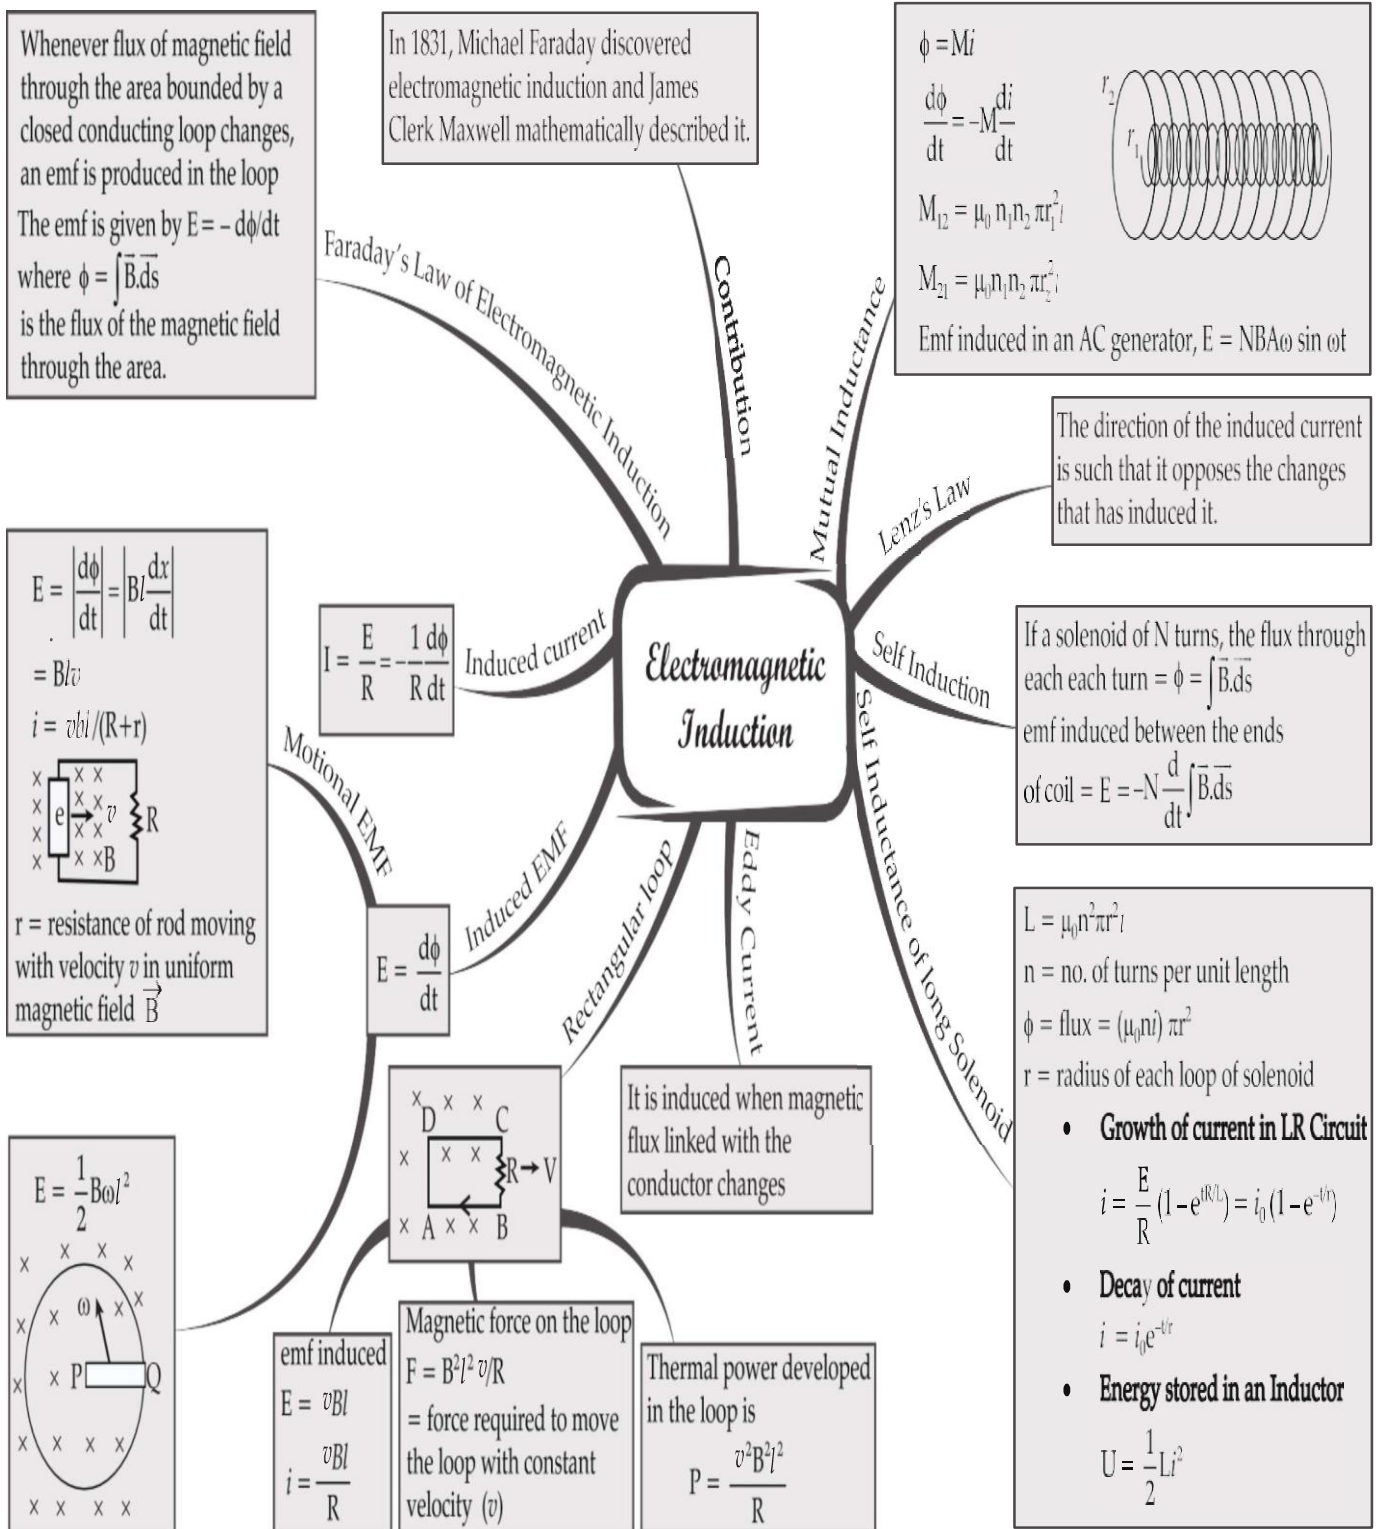 Whenever flux of magnetic field
through the area bounded by a
closed conducting loop changes,
an emf is produced in the loop
The emf is given by E = – dϕ/dt
where ϕ = ∫B⃗.ds⃗
is the flux of the magnetic field
through the area.
In 1831, Michael Faraday discovered
electromagnetic induction and James
Clerk Maxwell mathematically described it.
ϕ = Mi
dϕ/dt = –M di/dt
M₁₂ = μ₀ n₁n₂ πr₁²l
M₂₁ = μ₀n₁n₂ πr₂²l
Emf induced in an AC generator, E = NBAω sin ωt
r₂
r₁
Faraday's Law of Electromagnetic Induction
Contribution
Mutual Inductance
Lenz's Law
The direction of the induced current
is such that it opposes the changes
that has induced it.
Electromagnetic
Induction
Induced current
I = E/R = –1/R dϕ/dt
Self Induction
If a solenoid of N turns, the flux through
each each turn = ϕ = ∫B⃗.ds⃗
emf induced between the ends
of coil = E = –N d/dt ∫B⃗.ds⃗
E = |dϕ/dt| = |Bl dx/dt|
= Blv
i = vbl/(R+r)
× × ×
× × ×
e → v
R
× × ×
× × × B
r = resistance of rod moving
with velocity v in uniform
magnetic field B⃗
Motional EMF
Induced EMF
E = dϕ/dt
Rectangular loop
Eddy Current
Self Inductance of long Solenoid
It is induced when magnetic
flux linked with the
conductor changes
L = μ₀n²πr²l
n = no. of turns per unit length
ϕ = flux = (μ₀ni) πr²
r = radius of each loop of solenoid
• Growth of current in LR Circuit
i = E/R (1 – e^tR/L) = i₀ (1 – e^–t/r)
• Decay of current
i = i₀e^–t/r
• Energy stored in an Inductor
U = 1/2 Li²
× × ×
D C
× × ×
R → V
× A × × B
E = 1/2 Bωl²
× × × ×
ω
× × × ×
× P Q
× × × ×
× × × ×
emf induced
E = vBl
i = vBl/R
Magnetic force on the loop
F = B²l² v/R
= force required to move
the loop with constant
velocity (v)
Thermal power developed
in the loop is
P = v²B²l²/R